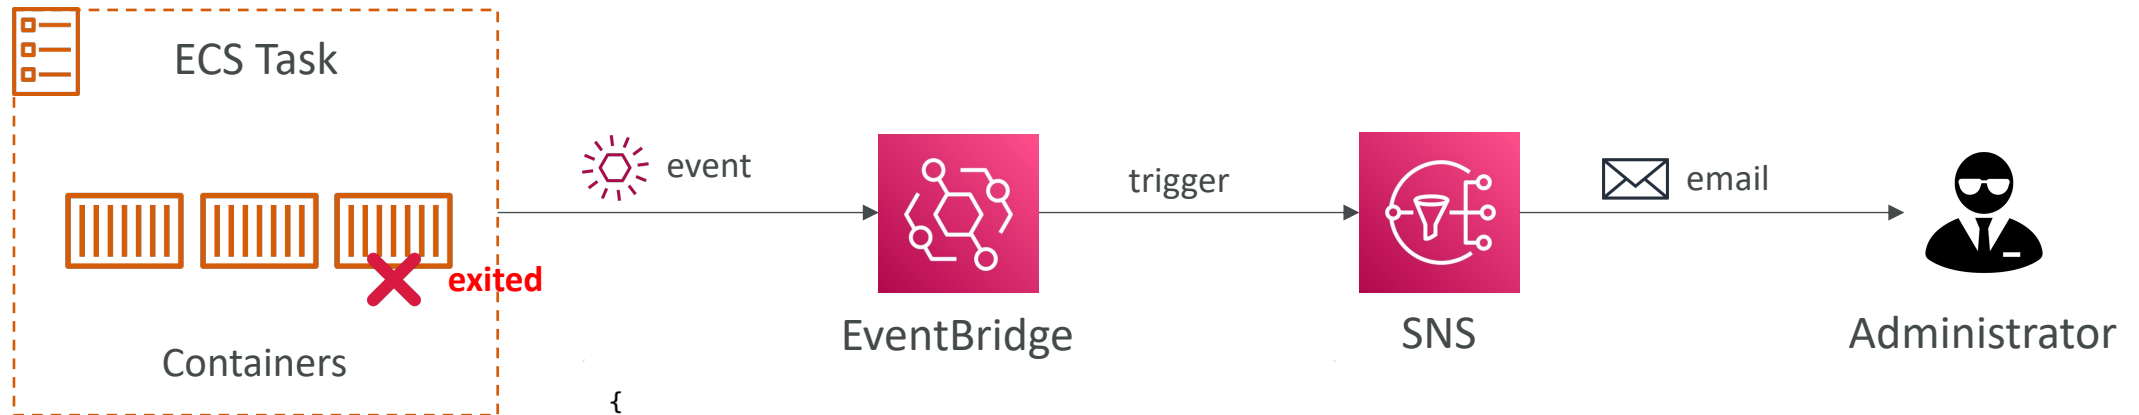 ECS Task
event
trigger
email
exited
EventBridge
SNS
Administrator
Containers
{